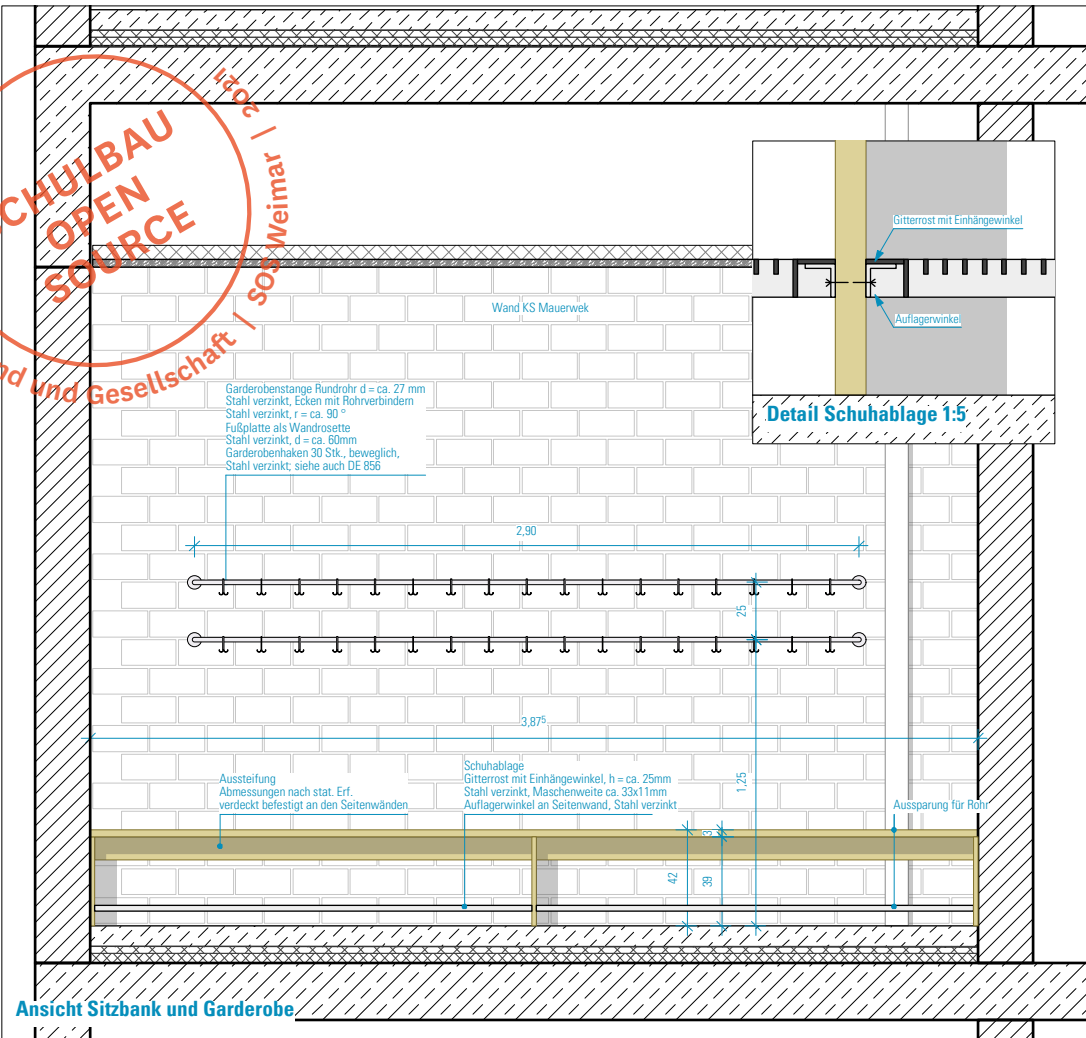 CHULBAU
OPEN
SOURCE
nd und Gesellschaft | SOS Weimar | 2021
Gitterrost mit Einhängewinkel
Auflagerwinkel
Detail Schuhablage 1:5
Wand KS Mauerwek
Garderobenstange Rundrohr d = ca. 27 mm
Stahl verzinkt, Ecken mit Rohrverbindern
Stahl verzinkt, r = ca. 90 °
Fußplatte als Wandrosette
Stahl verzinkt, d = ca. 60mm
Garderobenhaken 30 Stk., beweglich,
Stahl verzinkt; siehe auch DE 856
2,90
25
3,87⁵
1,25
Aussteifung
Abmessungen nach stat. Erf.
verdeckt befestigt an den Seitenwänden
Schuhablage
Gitterrost mit Einhängewinkel, h = ca. 25mm
Stahl verzinkt, Maschenweite ca. 33x11mm
Auflagerwinkel an Seitenwand, Stahl verzinkt
Aussparung für Rohr
3
42
39
Ansicht Sitzbank und Garderobe